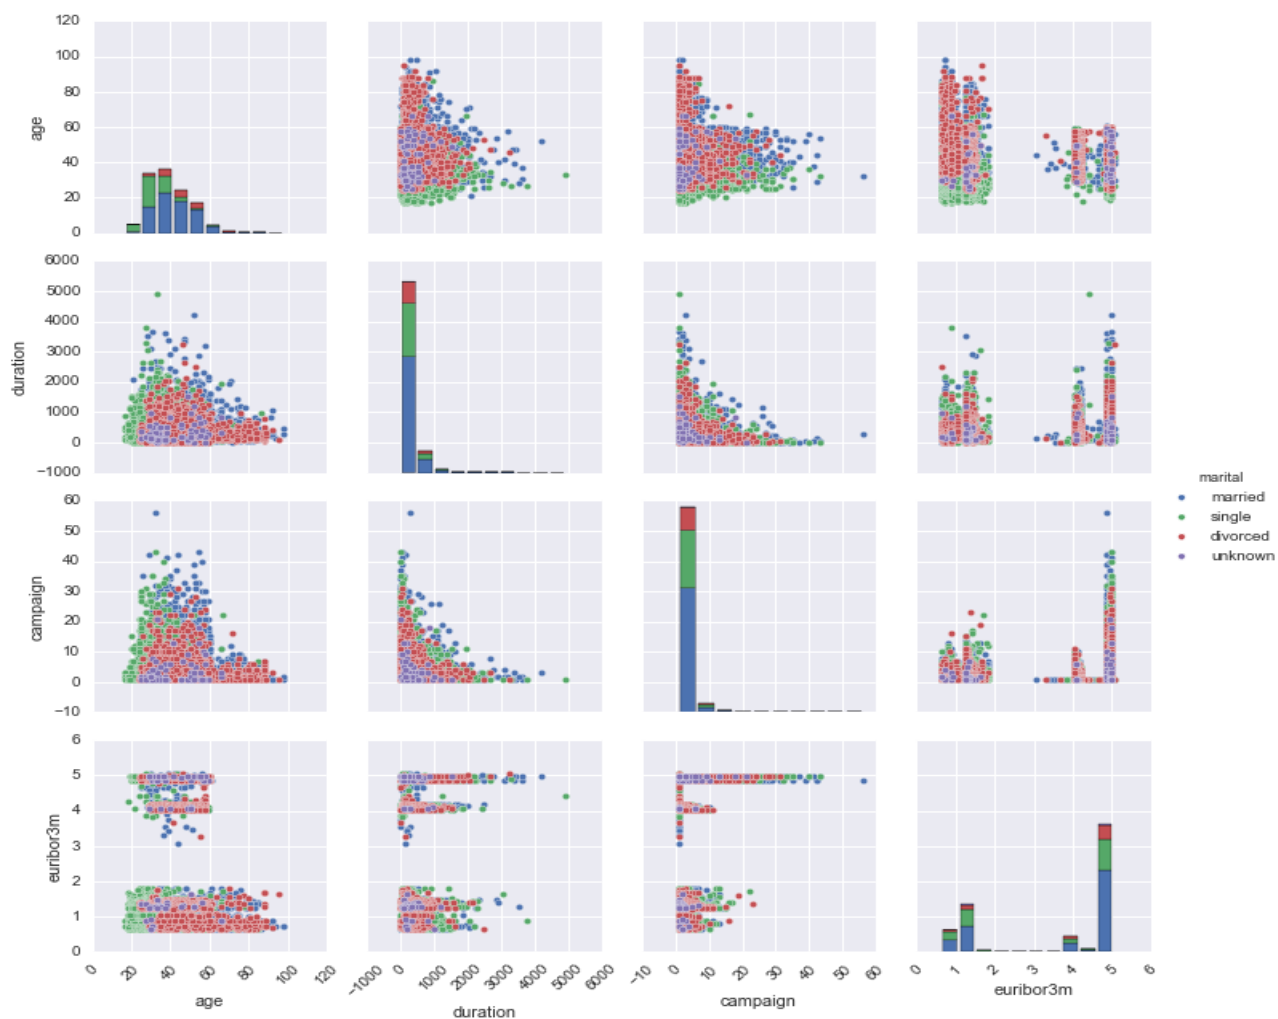 120
100
80
60
40
20
0
age
6000
5000
4000
3000
2000
1000
0
−1000
duration
60
50
40
30
20
10
0
−10
campaign
marital
married
single
divorced
unknown
6
5
4
3
2
1
0
euribor3m
0 20 40 60 80 100 120
age
−1000 0 1000 2000 3000 4000 5000 6000
duration
−10 0 10 20 30 40 50 60
campaign
0 1 2 3 4 5 6
euribor3m